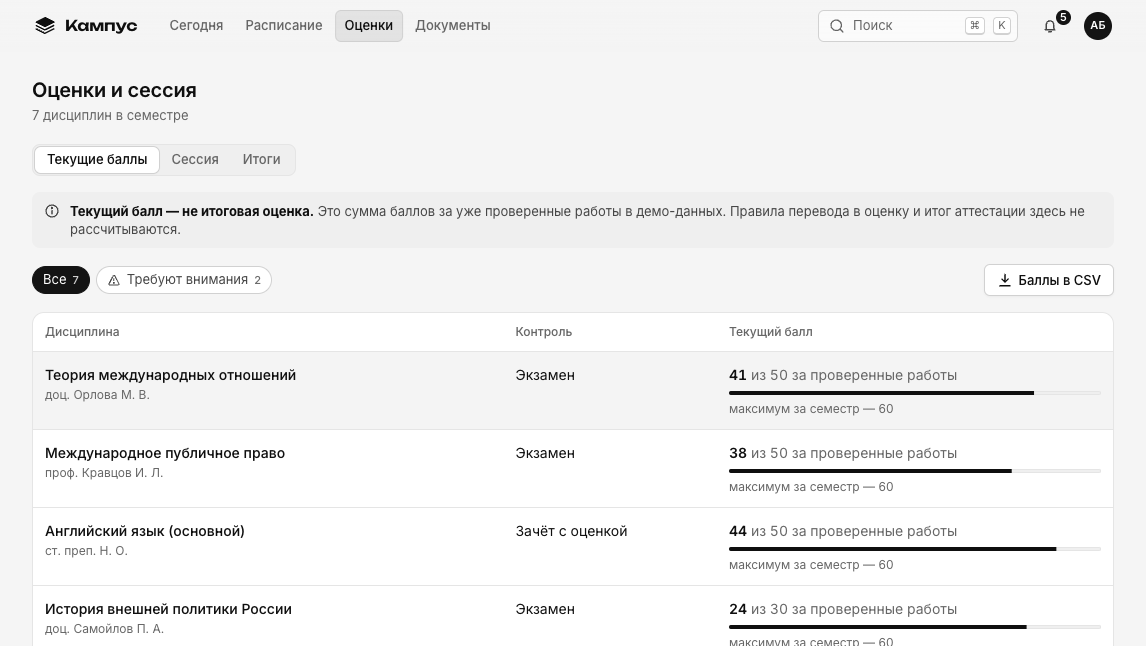 Кампус
Сегодня Расписание Оценки Документы
Поиск ⌘ K
5
АБ
Оценки и сессия
7 дисциплин в семестре
Текущие баллы Сессия Итоги
Текущий балл — не итоговая оценка. Это сумма баллов за уже проверенные работы в демо-данных. Правила перевода в оценку и итог аттестации здесь не
рассчитываются.
Все 7 Требуют внимания 2 Баллы в CSV
Дисциплина Контроль Текущий балл
Теория международных отношений Экзамен 41 из 50 за проверенные работы
доц. Орлова М. В.
максимум за семестр — 60
Международное публичное право Экзамен 38 из 50 за проверенные работы
проф. Кравцов И. Л.
максимум за семестр — 60
Английский язык (основной) Зачёт с оценкой 44 из 50 за проверенные работы
ст. преп. Н. О.
максимум за семестр — 60
История внешней политики России Экзамен 24 из 30 за проверенные работы
доц. Самойлов П. А.
максимум за семестр — 60